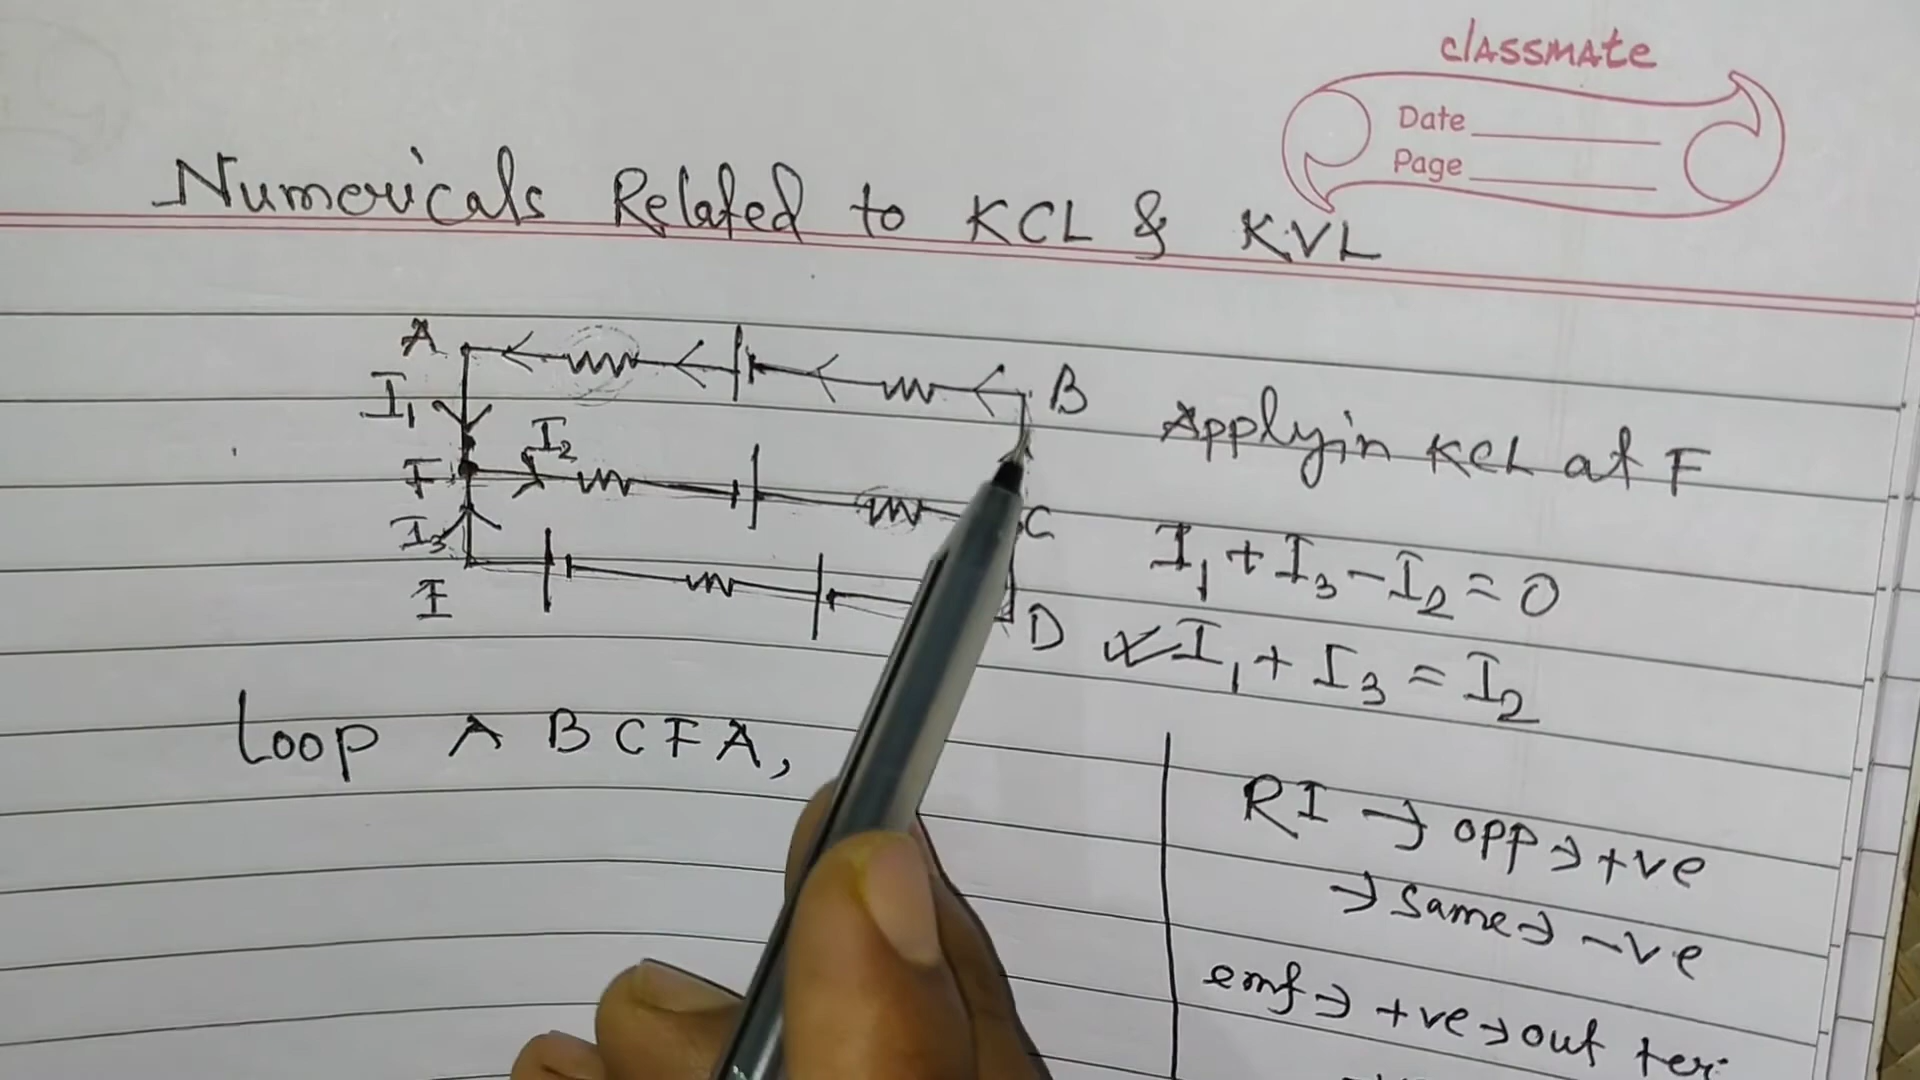 classmate
Date
Page
Numericals Related to KCL & KVL
A
I₁
B
Applyin KCL at F
I₂
F
I₃
C
I₁ + I₃ - I₂ = 0
E
D
I₁ + I₃ = I₂
Loop A B C F A,
RI → opp → +ve
→ same → -ve
emf → +ve → out ter